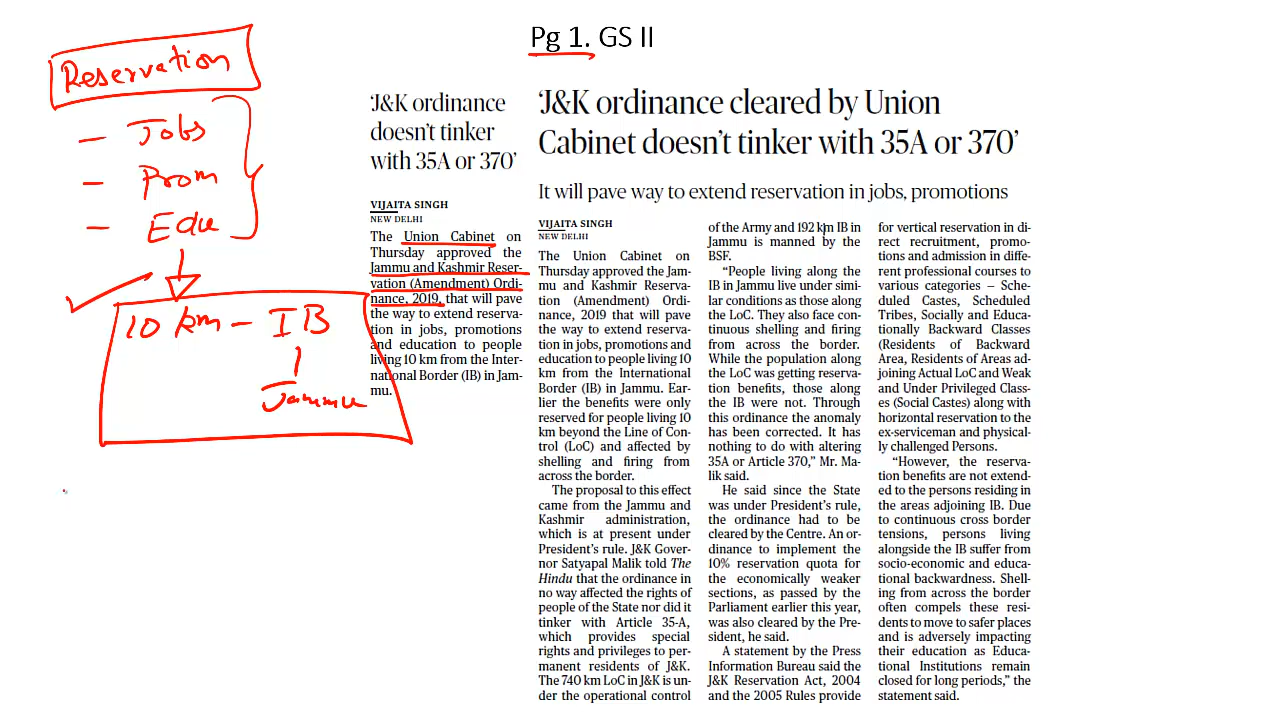 Pg 1. GS II
Reservation
- Jobs
- Prom
- Edu
10 km - IB
Jammu
'J&K ordinance
doesn't tinker
with 35A or 370'
VIJAITA SINGH
NEW DELHI
The Union Cabinet on
Thursday approved the
Jammu and Kashmir Reser-
vation (Amendment) Ordi-
nance, 2019, that will pave
the way to extend reserva-
tion in jobs, promotions
and education to people
living 10 km from the Inter-
national Border (IB) in Jam-
mu.
'J&K ordinance cleared by Union
Cabinet doesn't tinker with 35A or 370'
It will pave way to extend reservation in jobs, promotions
VIJAITA SINGH
NEW DELHI
The Union Cabinet on
Thursday approved the Jam-
mu and Kashmir Reserva-
tion (Amendment) Ordi-
nance, 2019 that will pave
the way to extend reserva-
tion in jobs, promotions and
education to people living 10
km from the International
Border (IB) in Jammu. Ear-
lier the benefits were only
reserved for people living 10
km beyond the Line of Con-
trol (LoC) and affected by
shelling and firing from
across the border.
The proposal to this effect
came from the Jammu and
Kashmir administration,
which is at present under
President's rule. J&K Gover-
nor Satyapal Malik told The
Hindu that the ordinance in
no way affected the rights of
people of the State nor did it
tinker with Article 35-A,
which provides special
rights and privileges to per-
manent residents of J&K.
The 740 km LoC in J&K is un-
der the operational control
of the Army and 192 km IB in
Jammu is manned by the
BSF.
"People living along the
IB in Jammu live under simi-
lar conditions as those along
the LoC. They also face con-
tinuous shelling and firing
from across the border.
While the population along
the LoC was getting reserva-
tion benefits, those along
the IB were not. Through
this ordinance the anomaly
has been corrected. It has
nothing to do with altering
35A or Article 370," Mr. Ma-
lik said.
He said since the State
was under President's rule,
the ordinance had to be
cleared by the Centre. An or-
dinance to implement the
10% reservation quota for
the economically weaker
sections, as passed by the
Parliament earlier this year,
was also cleared by the Pre-
sident, he said.
A statement by the Press
Information Bureau said the
J&K Reservation Act, 2004
and the 2005 Rules provide
for vertical reservation in di-
rect recruitment, promo-
tions and admission in diffe-
rent professional courses to
various categories – Sche-
duled Castes, Scheduled
Tribes, Socially and Educa-
tionally Backward Classes
(Residents of Backward
Area, Residents of Areas ad-
joining Actual LoC and Weak
and Under Privileged Class-
es (Social Castes) along with
horizontal reservation to the
ex-serviceman and physical-
ly challenged Persons.
"However, the reserva-
tion benefits are not extend-
ed to the persons residing in
the areas adjoining IB. Due
to continuous cross border
tensions, persons living
alongside the IB suffer from
socio-economic and educa-
tional backwardness. Shell-
ing from across the border
often compels these resi-
dents to move to safer places
and is adversely impacting
their education as Educa-
tional Institutions remain
closed for long periods," the
statement said.